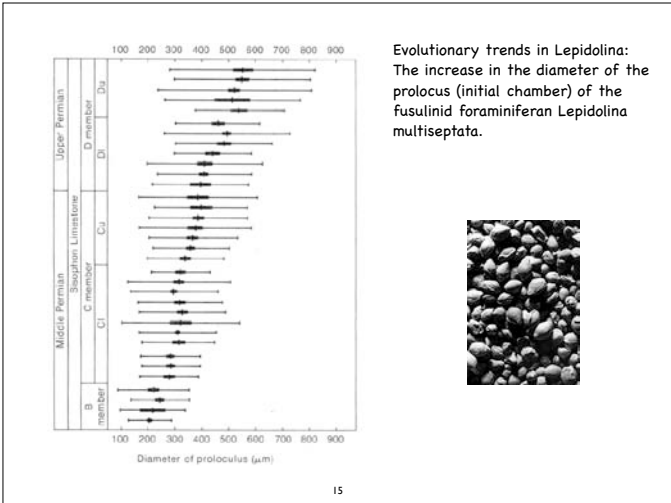 100 200 300 400 500 600 700 800 900
Upper Permian
Middle Permian
Sisophon Limestone
D member
C member
B
member
Du
Dl
Cu
Cl
100 200 300 400 500 600 700 800 900
Diameter of proloculus (μm)
Evolutionary trends in Lepidolina:
The increase in the diameter of the
prolocus (initial chamber) of the
fusulinid foraminiferan Lepidolina
multiseptata.
15